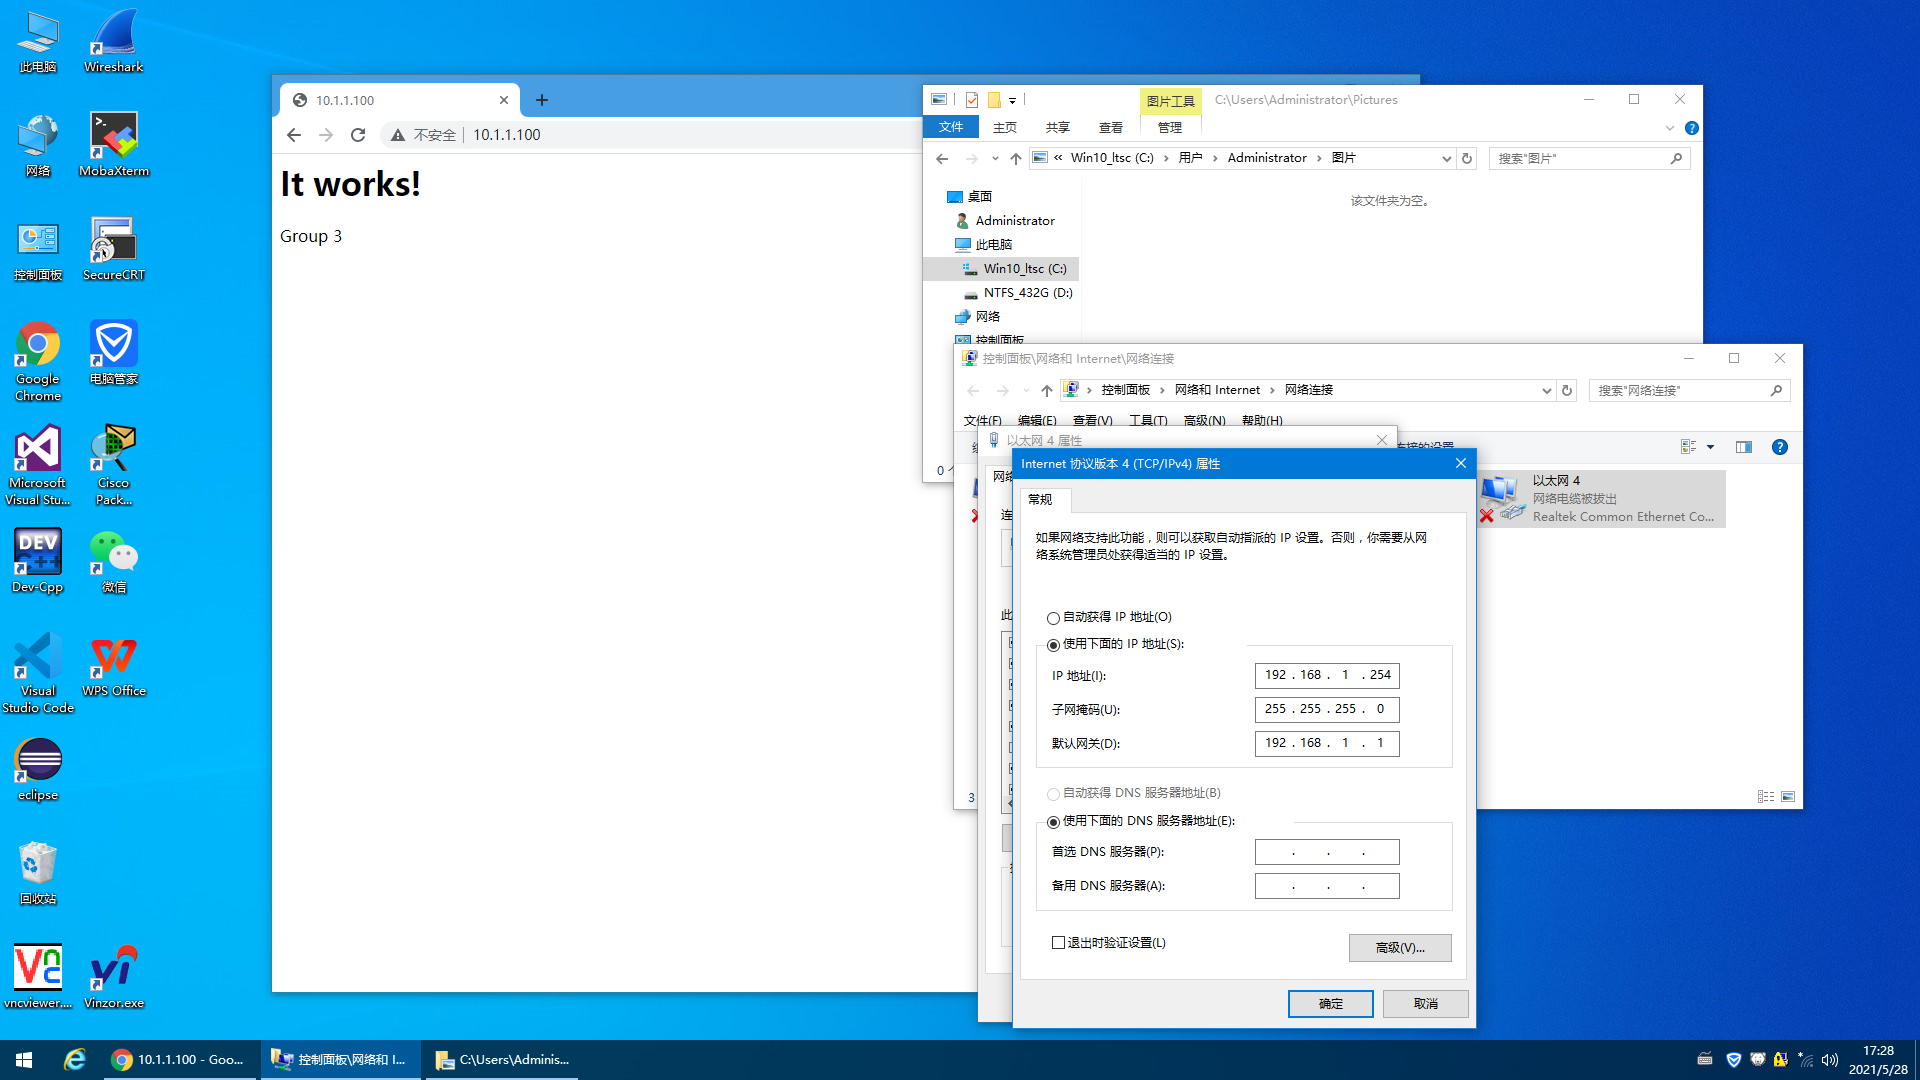 此电脑
Wireshark
网络
MobaXterm
控制面板
SecureCRT
Google
Chrome
电脑管家
Microsoft
Visual Stu...
Cisco
Pack...
DEV
C++
Dev-Cpp
微信
Visual
Studio Code
WPS Office
eclipse
回收站
vncviewer....
Vinzor.exe
10.1.1.100
不安全
10.1.1.100
It works!
Group 3
图片工具
C:\Users\Administrator\Pictures
文件
主页
共享
查看
管理
« Win10_ltsc (C:) › 用户 › Administrator › 图片
搜索"图片"
桌面
Administrator
此电脑
Win10_ltsc (C:)
NTFS_432G (D:)
网络
控制面板
该文件夹为空。
0
控制面板\网络和 Internet\网络连接
控制面板 › 网络和 Internet › 网络连接
搜索"网络连接"
文件(F)
编辑(E)
查看(V)
工具(T)
高级(N)
帮助(H)
以太网 4
网络电缆被拔出
Realtek Common Ethernet Co...
3
以太网 4 属性
网络
连
此
Internet 协议版本 4 (TCP/IPv4) 属性
常规
如果网络支持此功能，则可以获取自动指派的 IP 设置。否则，你需要从网
络系统管理员处获得适当的 IP 设置。
自动获得 IP 地址(O)
使用下面的 IP 地址(S):
IP 地址(I):
192 . 168 . 1 . 254
子网掩码(U):
255 . 255 . 255 . 0
默认网关(D):
192 . 168 . 1 . 1
自动获得 DNS 服务器地址(B)
使用下面的 DNS 服务器地址(E):
首选 DNS 服务器(P):
. . .
备用 DNS 服务器(A):
. . .
退出时验证设置(L)
高级(V)...
确定
取消
10.1.1.100 - Goo...
控制面板\网络和 I...
C:\Users\Adminis...
17:28
2021/5/28